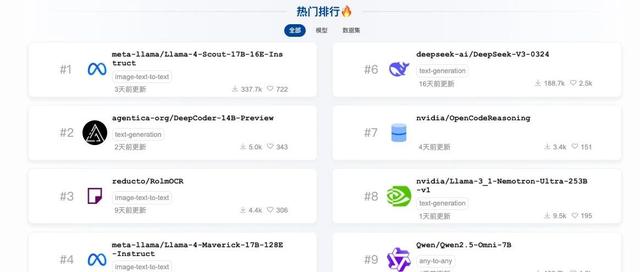 热门排行🔥
全部 模型 数据集
#1
meta-llama/Llama-4-Scout-17B-16E-Ins
truct
image-text-to-text
3天前更新 337.7k 722
#2
agentica-org/DeepCoder-14B-Preview
text-generation
2天前更新 5.0k 343
#3
reducto/RolmOCR
image-text-to-text
9天前更新 4.4k 306
#4
meta-llama/Llama-4-Maverick-17B-128E
-Instruct
image-text-to-text
#6
deepseek-ai/DeepSeek-V3-0324
text-generation
16天前更新 188.7k 2.5k
#7
nvidia/OpenCodeReasoning
4天前更新 3.4k 151
#8
nvidia/Llama-3_1-Nemotron-Ultra-253B
-v1
text-generation
1天前更新 9.5k 195
#9
Qwen/Qwen2.5-Omni-7B
any-to-any